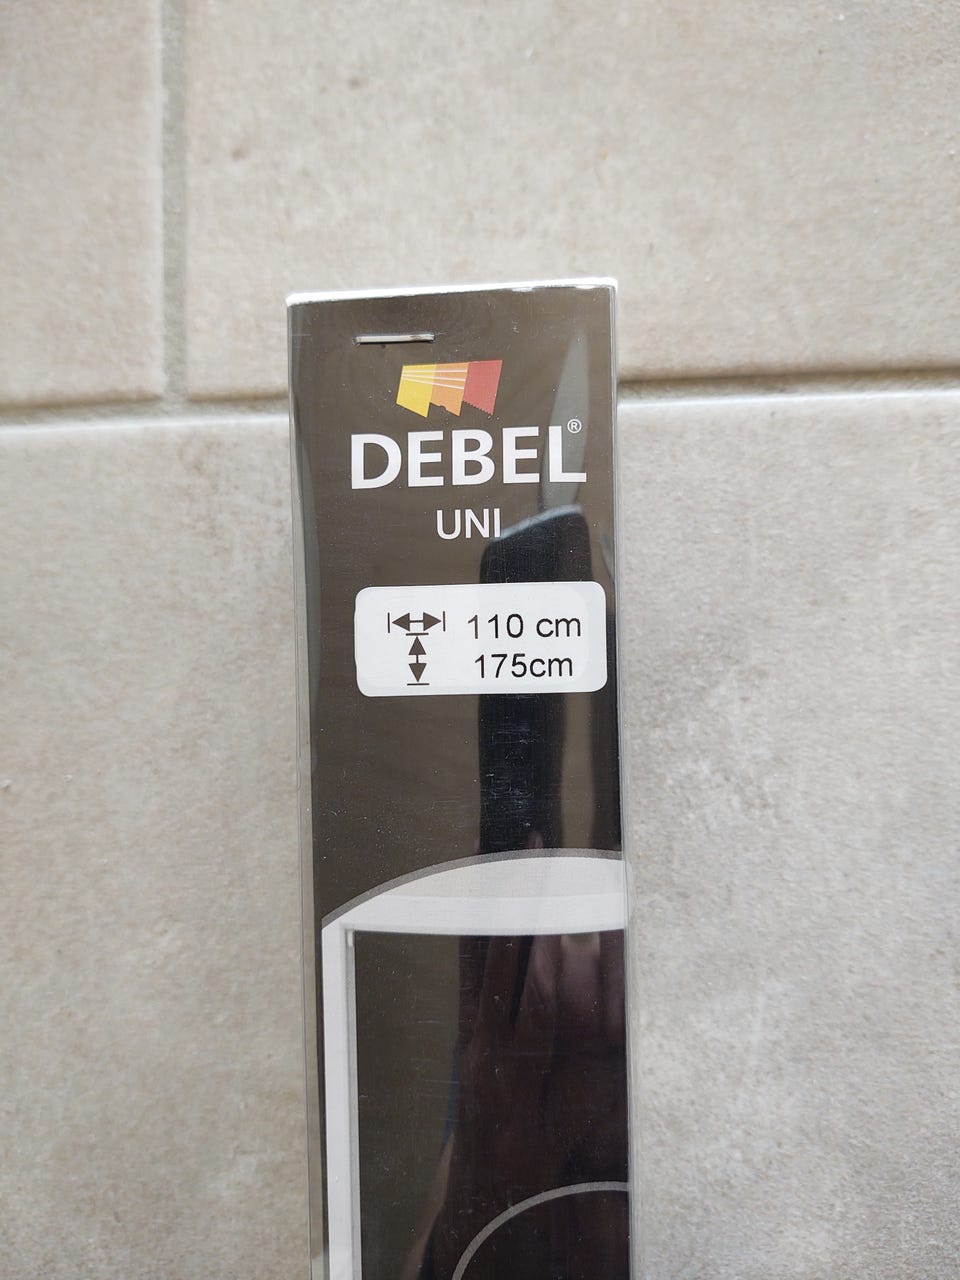 DEBEL®
UNI
110 cm
175cm